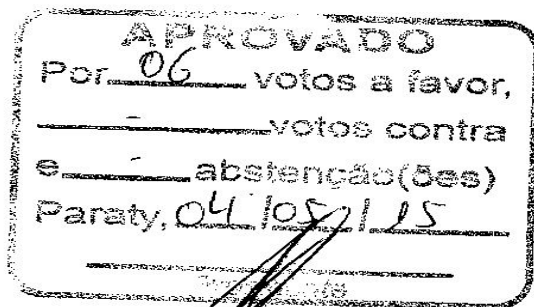 APROVADO
Por 06 votos a favor,
- votos contra
e - abstenção(ões)
Paraty, 04 / 05 / 15